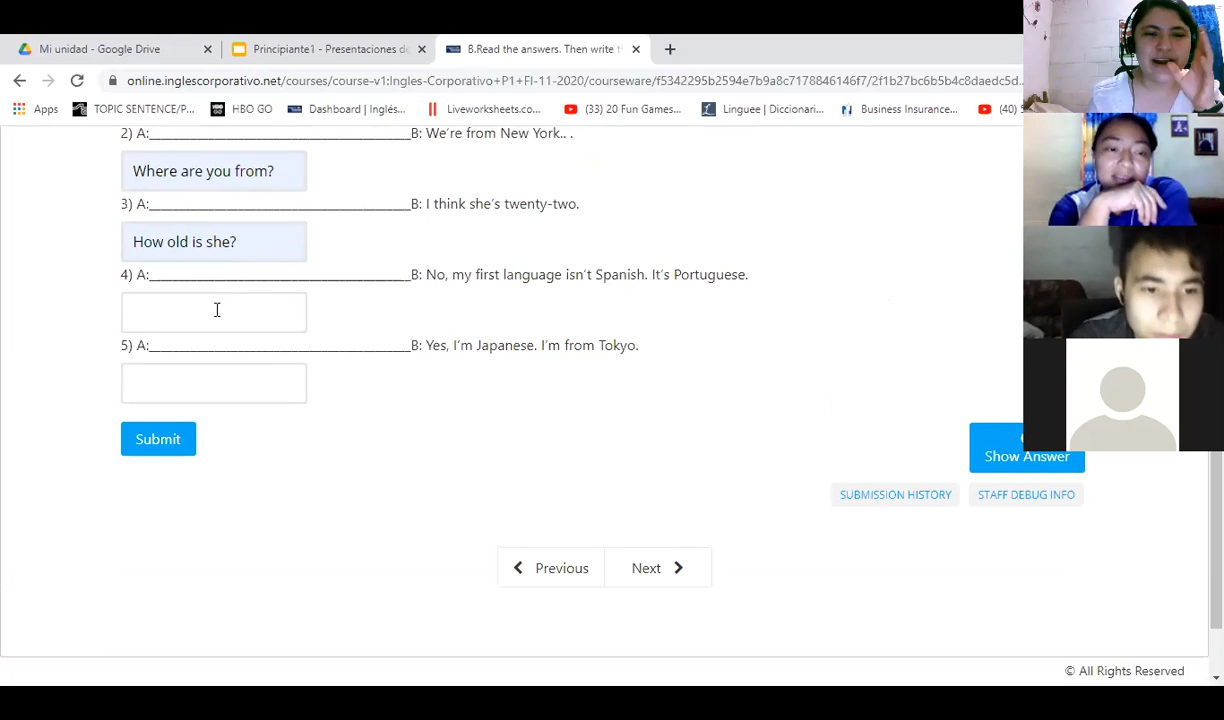 Mi unidad - Google Drive
Principiante1 - Presentaciones de
B.Read the answers. Then write t
online.inglescorporativo.net/courses/course-v1:Ingles-Corporativo+P1+FI-11-2020/courseware/f5342295b2594e7b9a8c7178846146f7/2f1b27bc6b5b4c8daedc5d...
Apps
TOPIC SENTENCE/P...
HBO GO
Dashboard | Inglés...
Liveworksheets.co...
(33) 20 Fun Games...
Linguee | Diccionari...
Business Insurance...
(40)
2) A:________________________________B: We're from New York.. .
Where are you from?
3) A:________________________________B: I think she's twenty-two.
How old is she?
4) A:________________________________B: No, my first language isn't Spanish. It's Portuguese.
5) A:________________________________B: Yes, I'm Japanese. I'm from Tokyo.
Submit
Show Answer
SUBMISSION HISTORY
STAFF DEBUG INFO
Previous
Next
© All Rights Reserved